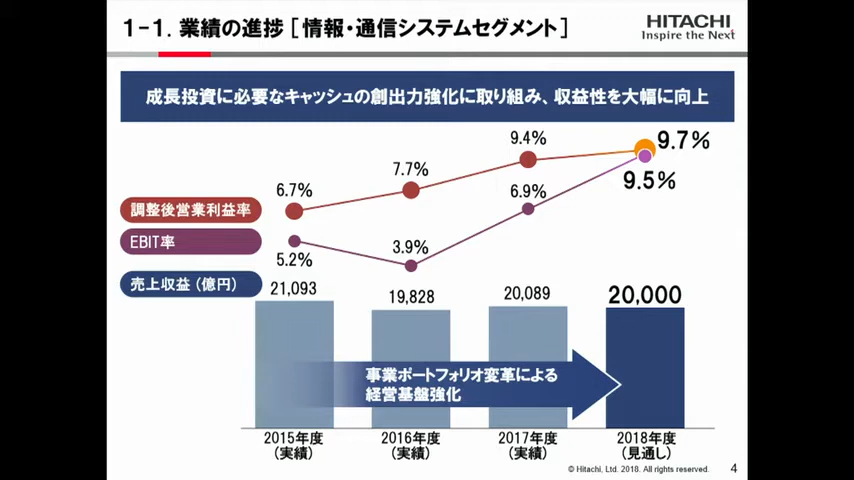 1-1. 業績の進捗 [ 情報・通信システムセグメント ]
HITACHI
Inspire the Next
成長投資に必要なキャッシュの創出力強化に取り組み、収益性を大幅に向上
6.7%
7.7%
9.4%
9.7%
調整後営業利益率
EBIT率
5.2%
3.9%
6.9%
9.5%
売上収益 (億円)
21,093
19,828
20,089
20,000
事業ポートフォリオ変革による
経営基盤強化
2015年度
(実績)
2016年度
(実績)
2017年度
(実績)
2018年度
(見通し)
© Hitachi, Ltd. 2018. All rights reserved.
4